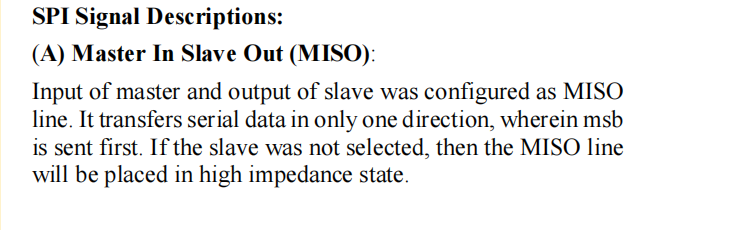 SPI Signal Descriptions:
(A) Master In Slave Out (MISO):
Input of master and output of slave was configured as MISO
line. It transfers serial data in only one direction, wherein msb
is sent first. If the slave was not selected, then the MISO line
will be placed in high impedance state.